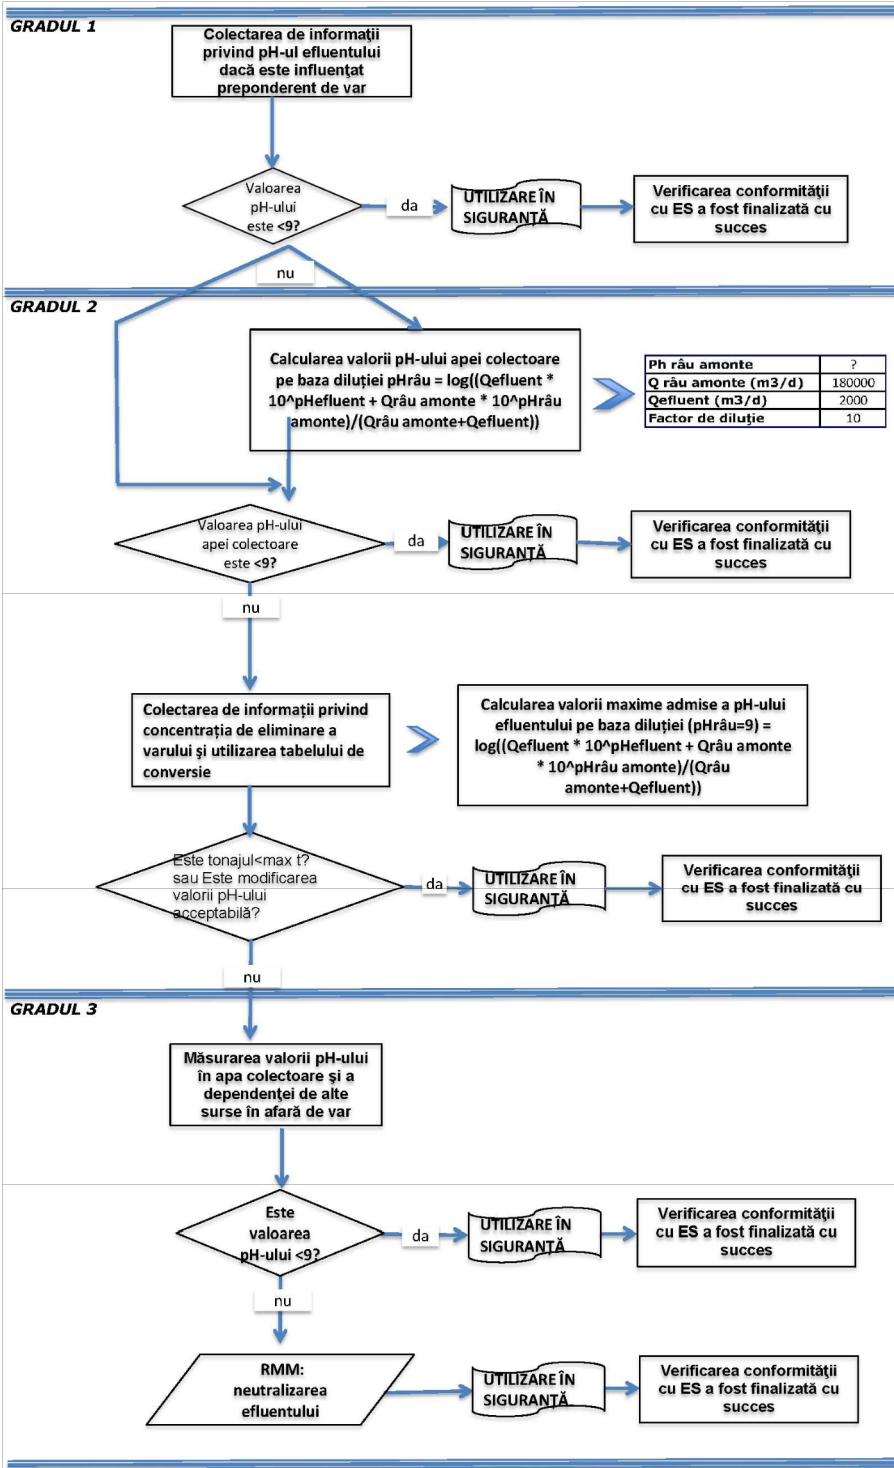 GRADUL 1
Colectarea de informaţii
privind pH-ul efluentului
dacă este influenţat
preponderent de var
Valoarea
pH-ului
este <9?
da
UTILIZARE ÎN
SIGURANȚĂ
Verificarea conformităţii
cu ES a fost finalizată cu
succes
nu
GRADUL 2
Calcularea valorii pH-ului apei colectoare
pe baza diluției pHrâu = log((Qefluent *
10^pHefluent + Qrâu amonte * 10^pHrâu
amonte)/(Qrâu amonte+Qefluent))
Ph râu amonte ?
Q râu amonte (m3/d) 180000
Qefluent (m3/d) 2000
Factor de diluţie 10
Valoarea pH-ului
apei colectoare
este <9?
da
UTILIZARE ÎN
SIGURANȚĂ
Verificarea conformităţii
cu ES a fost finalizată cu
succes
nu
Colectarea de informații privind
concentrația de eliminare a
varului şi utilizarea tabelului de
conversie
Calcularea valorii maxime admise a pH-ului
efluentului pe baza diluției (pHrâu=9) =
log((Qefluent * 10^pHefluent + Qrâu amonte
* 10^pHrâu amonte)/(Qrâu
amonte+Qefluent))
Este tonajul<max t?
sau Este modificarea
valorii pH-ului
acceptabilă?
da
UTILIZARE ÎN
SIGURANȚĂ
Verificarea conformităţii
cu ES a fost finalizată cu
succes
nu
GRADUL 3
Măsurarea valorii pH-ului
în apa colectoare şi a
dependenţei de alte
surse în afară de var
Este
valoarea
pH-ului <9?
da
UTILIZARE ÎN
SIGURANȚĂ
Verificarea conformităţii
cu ES a fost finalizată cu
succes
nu
RMM:
neutralizarea
efluentului
UTILIZARE ÎN
SIGURANȚĂ
Verificarea conformităţii
cu ES a fost finalizată cu
succes